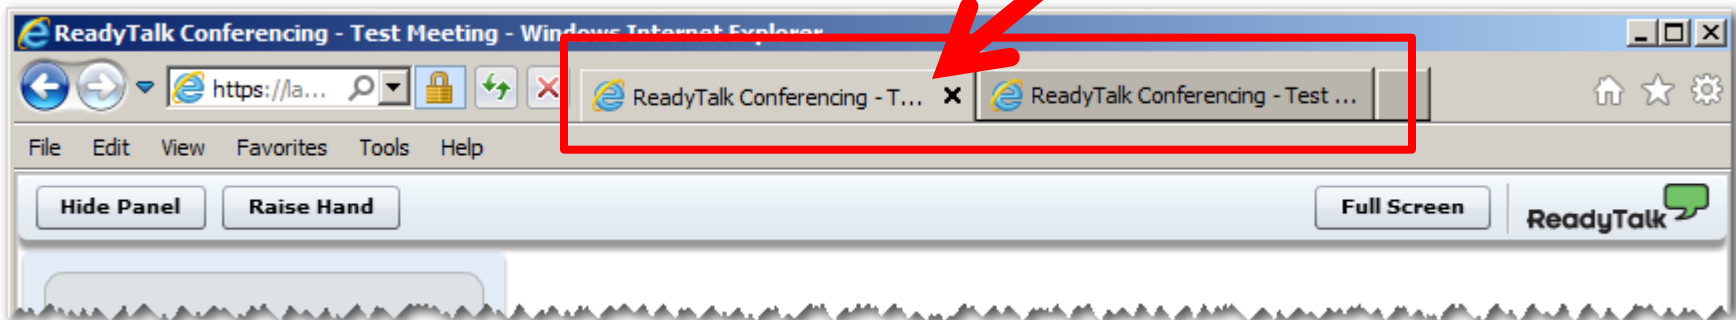 ReadyTalk Conferencing - Test Meeting - Windows Internet Explorer
https://la...
ReadyTalk Conferencing - T...
ReadyTalk Conferencing - Test ...
File Edit View Favorites Tools Help
Hide Panel Raise Hand Full Screen ReadyTalk